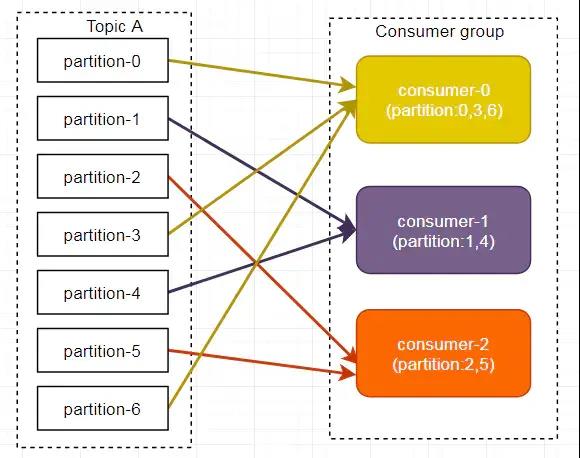 Topic A
partition-0
partition-1
partition-2
partition-3
partition-4
partition-5
partition-6
Consumer group
consumer-0
(partition:0,3,6)
consumer-1
(partition:1,4)
consumer-2
(partition:2,5)